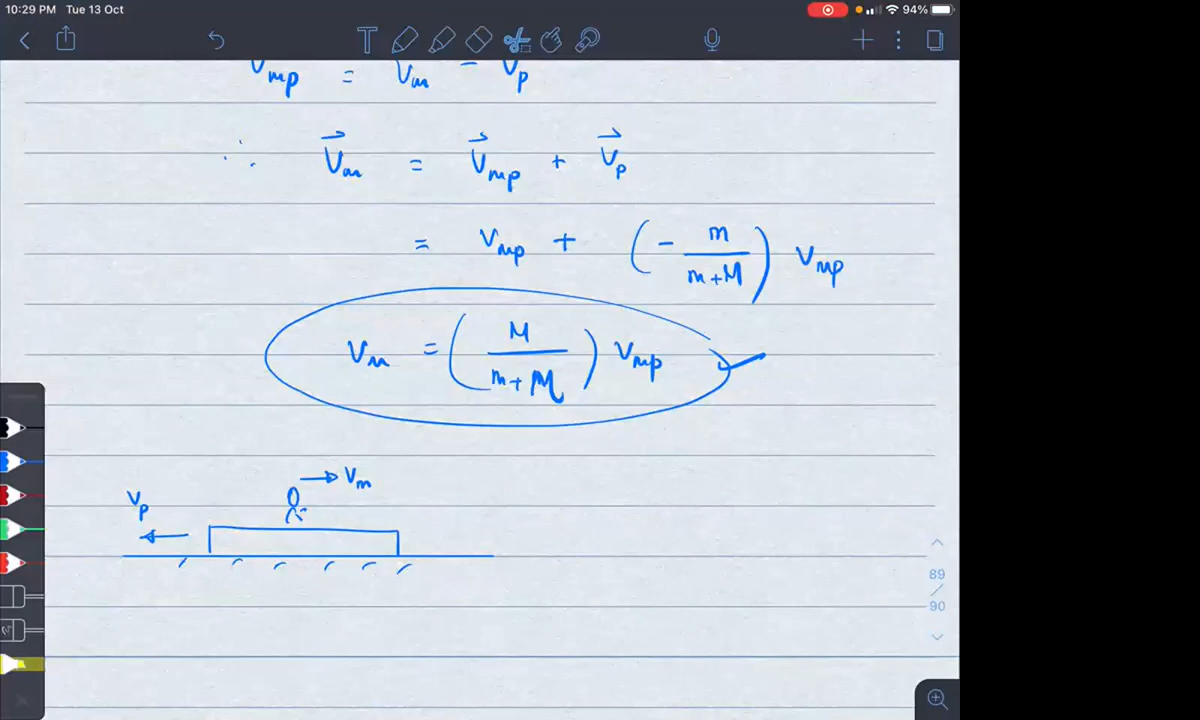 10:29 PM Tue 13 Oct 94%
T
V_mp = V_m - V_p
∴ V⃗_m = V⃗_mp + V⃗_p
= V_mp + (- m/(m+M)) V_mp
V_m = (M/(m+M)) V_mp
V_m
V_p
89
/
90